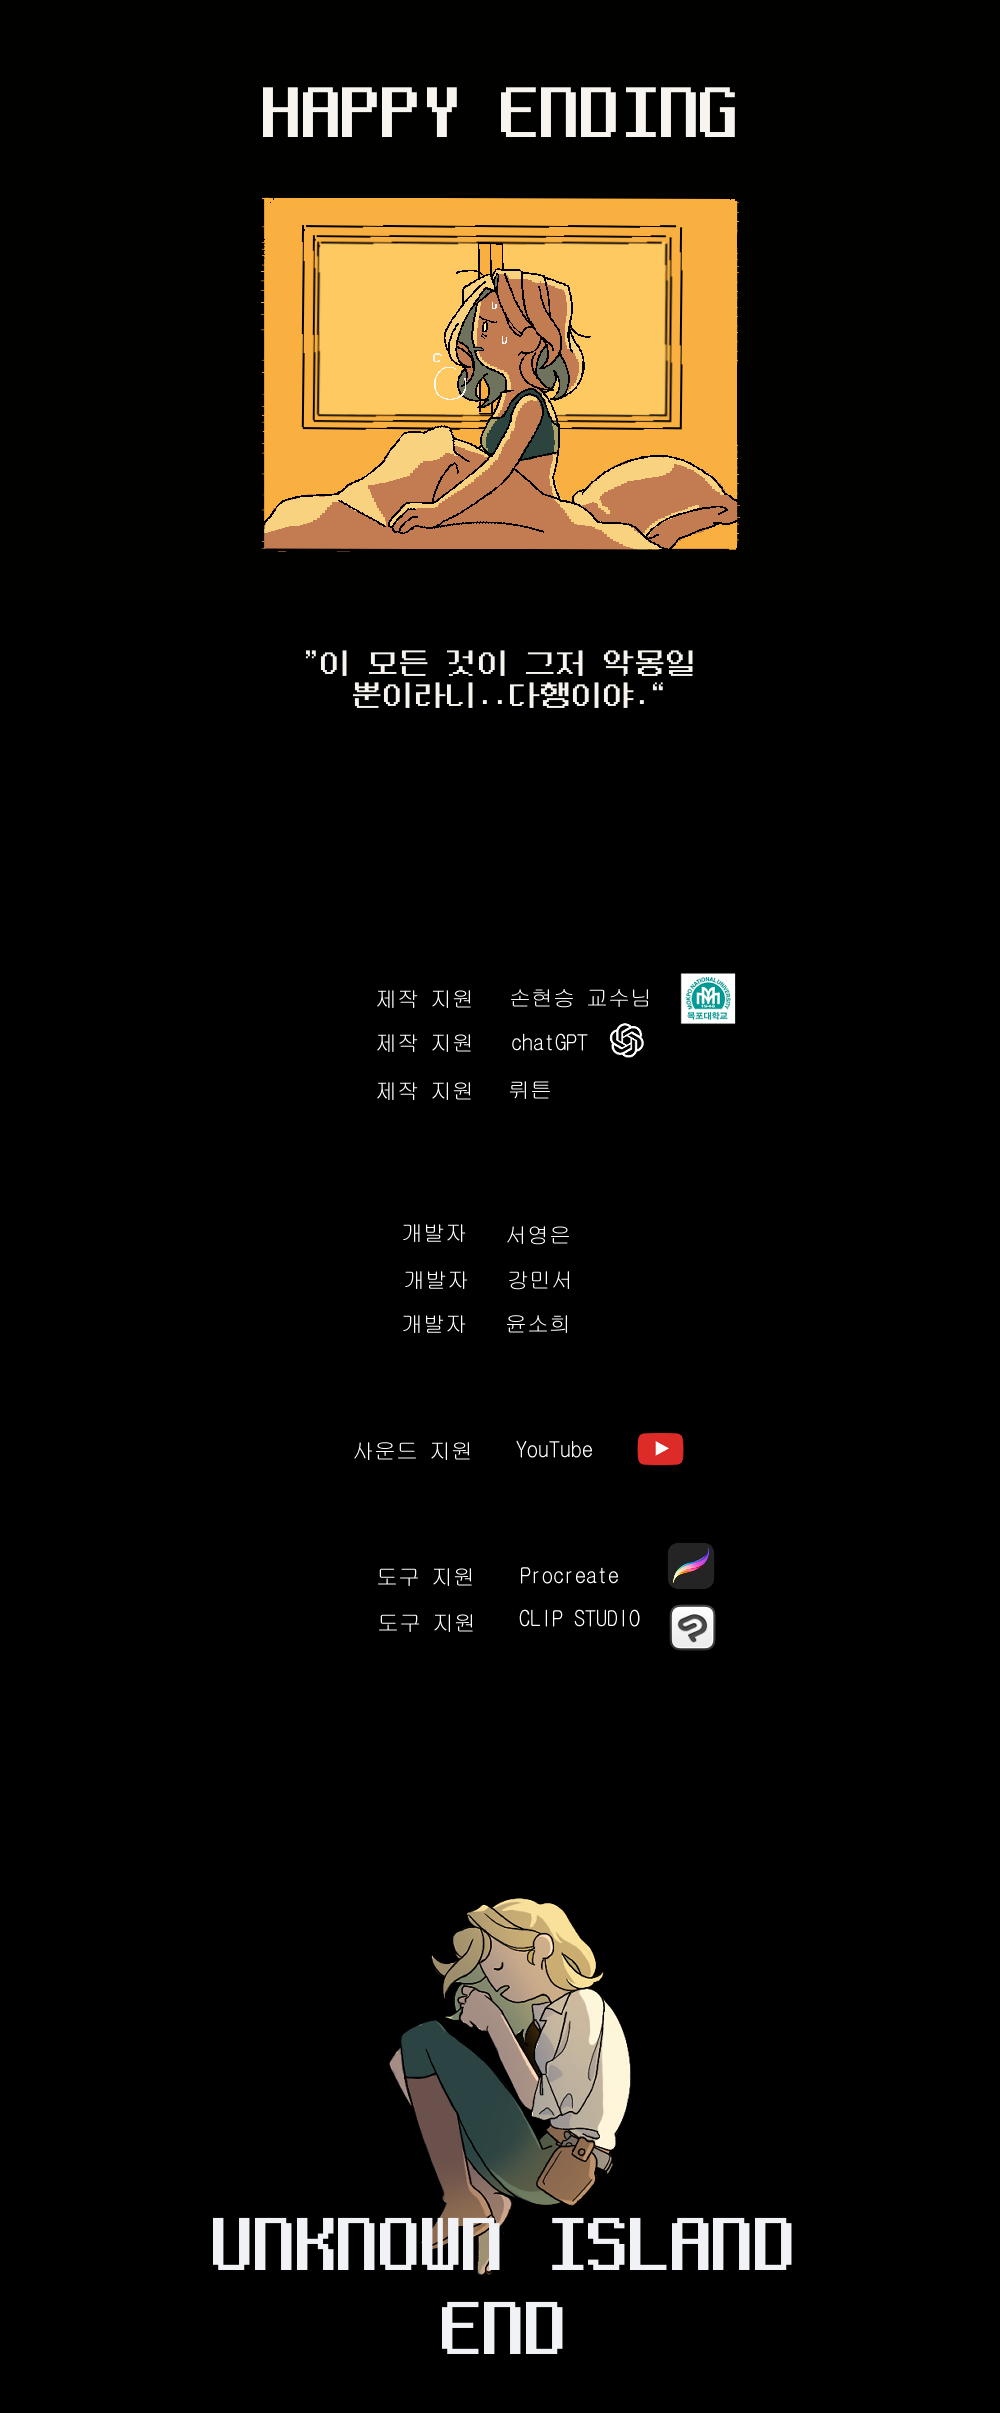 HAPPY ENDING
"이 모든 것이 그저 악몽일
뿐이라니..다행이야."
제작 지원 손현승 교수님
MOKPO NATIONAL UNIVERSITY
목포대학교
제작 지원 chatGPT
제작 지원 뤼튼
개발자 서영은
개발자 강민서
개발자 윤소희
사운드 지원 YouTube
도구 지원 Procreate
도구 지원 CLIP STUDIO
UNKNOWN ISLAND
END